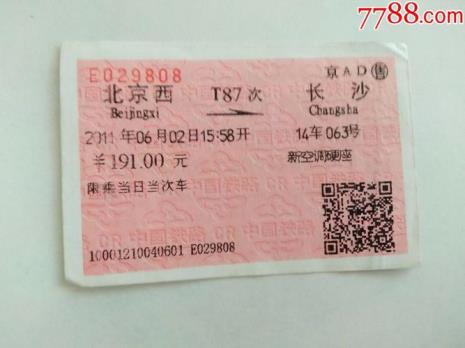 7788.com
E029808 京AD售
北京西 T87次 长沙
Beijingxi Changsha
2011年06月02日15:58开 14车063号
￥191.00元 新空调硬座
限乘当日当次车
10001210040601 E029808